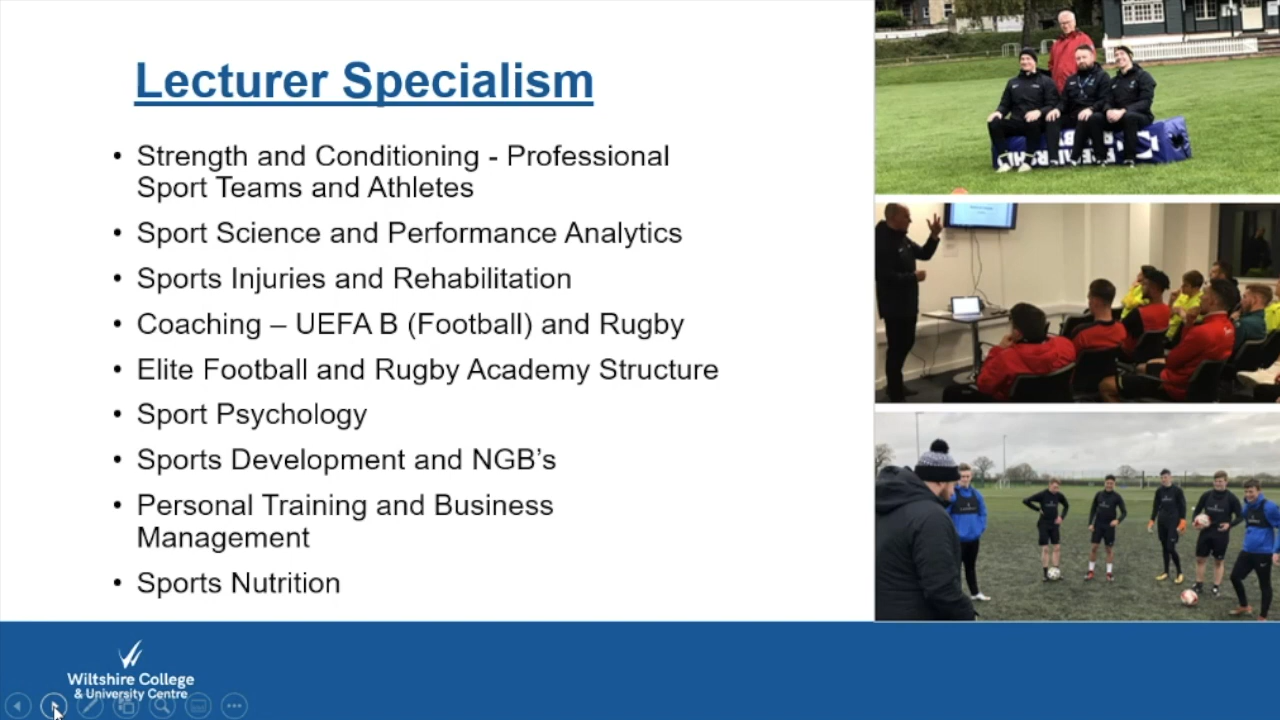 Lecturer Specialism
• Strength and Conditioning - Professional
Sport Teams and Athletes
• Sport Science and Performance Analytics
• Sports Injuries and Rehabilitation
• Coaching – UEFA B (Football) and Rugby
• Elite Football and Rugby Academy Structure
• Sport Psychology
• Sports Development and NGB’s
• Personal Training and Business
Management
• Sports Nutrition
Wiltshire College
& University Centre